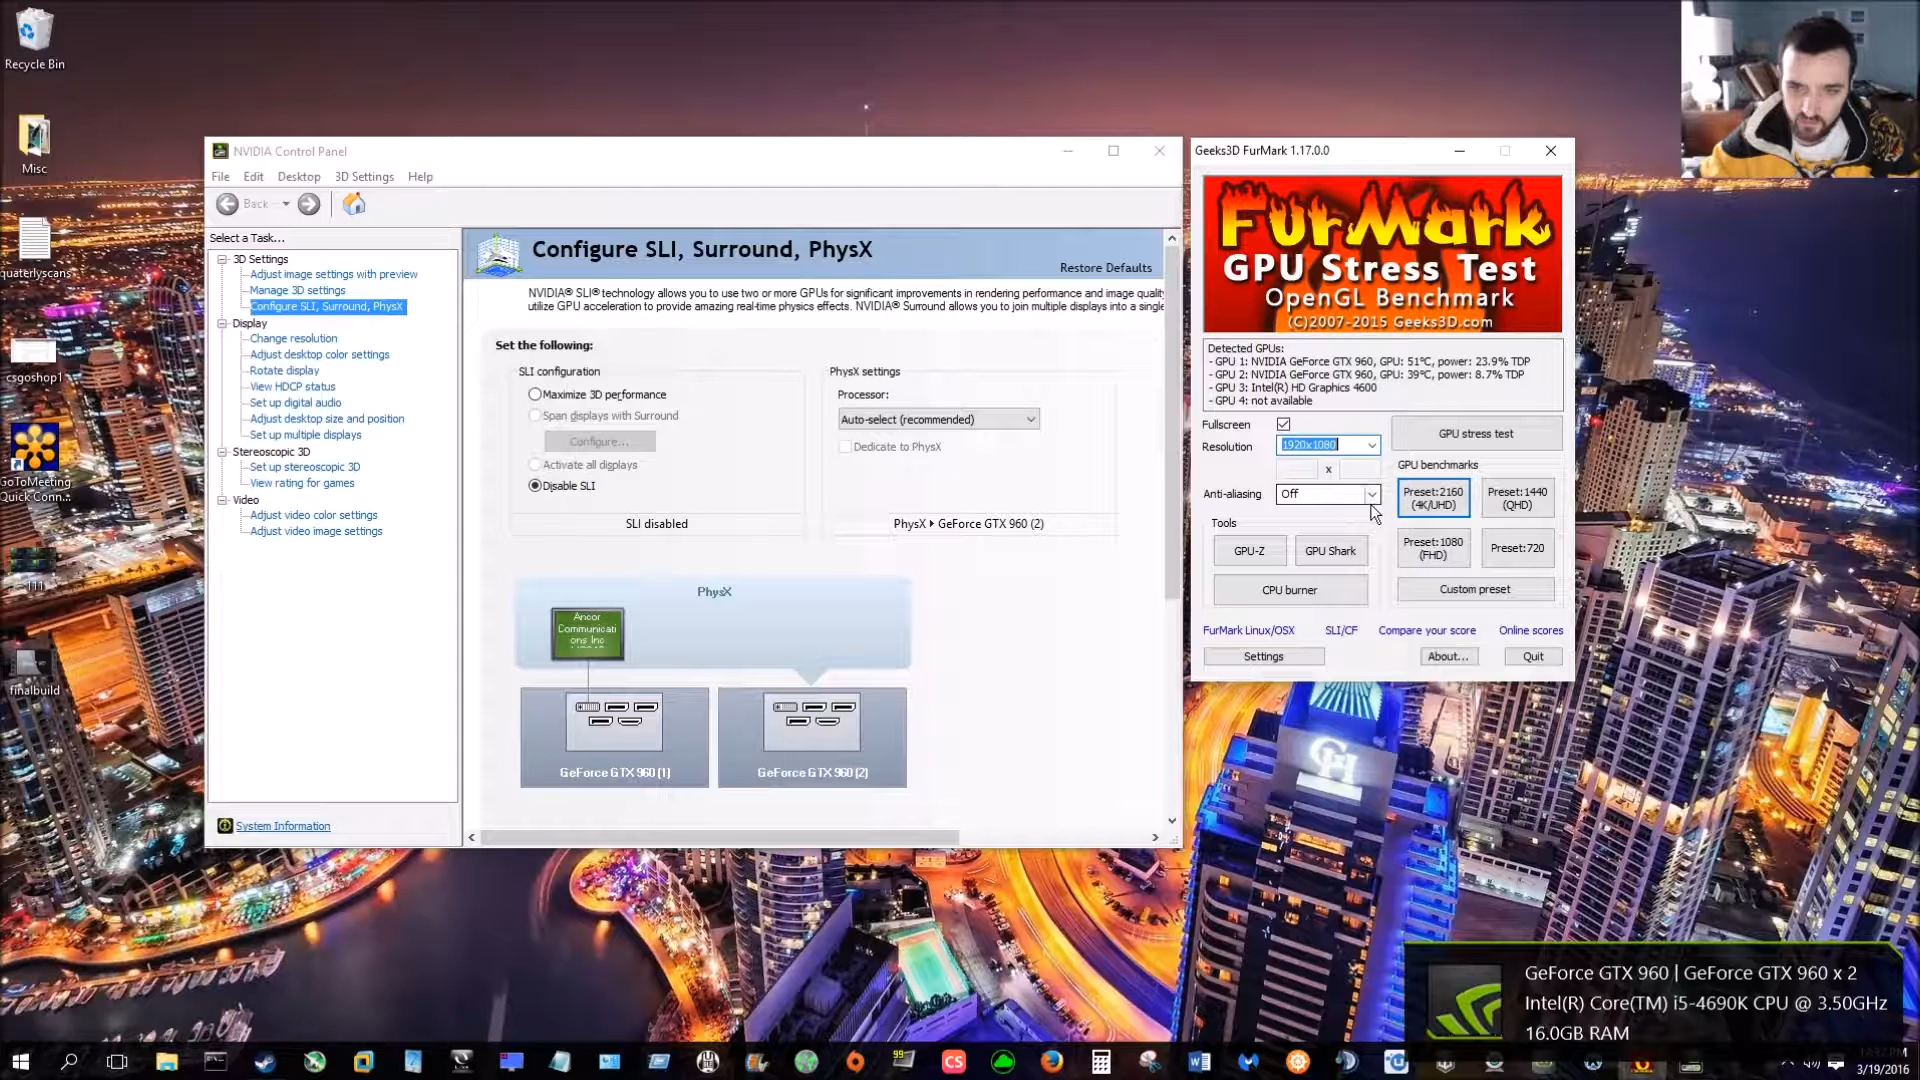 Recycle Bin
Misc
quaterlyscans
csgoshop1
GoToMeeting
Quick Conn...
111
finalbuild
NVIDIA Control Panel
File Edit Desktop 3D Settings Help
Back
Select a Task...
3D Settings
Adjust image settings with preview
Manage 3D settings
Configure SLI, Surround, PhysX
Display
Change resolution
Adjust desktop color settings
Rotate display
View HDCP status
Set up digital audio
Adjust desktop size and position
Set up multiple displays
Stereoscopic 3D
Set up stereoscopic 3D
View rating for games
Video
Adjust video color settings
Adjust video image settings
System Information
Configure SLI, Surround, PhysX
Restore Defaults
NVIDIA® SLI® technology allows you to use two or more GPUs for significant improvements in rendering performance and image qualit
utilize GPU acceleration to provide amazing real-time physics effects. NVIDIA® Surround allows you to join multiple displays into a single
Set the following:
SLI configuration
Maximize 3D performance
Span displays with Surround
Configure...
Activate all displays
Disable SLI
SLI disabled
PhysX settings
Processor:
Auto-select (recommended)
Dedicate to PhysX
PhysX GeForce GTX 960 (2)
PhysX
Ancor
Communicati
ons Inc
GeForce GTX 960 (1)
GeForce GTX 960 (2)
Geeks3D FurMark 1.17.0.0
FurMark
GPU Stress Test
OpenGL Benchmark
(C)2007-2015 Geeks3D.com
Detected GPUs:
- GPU 1: NVIDIA GeForce GTX 960, GPU: 51°C, power: 23.9% TDP
- GPU 2: NVIDIA GeForce GTX 960, GPU: 39°C, power: 8.7% TDP
- GPU 3: Intel(R) HD Graphics 4600
- GPU 4: not available
Fullscreen
GPU stress test
Resolution 1920x1080
x
GPU benchmarks
Anti-aliasing Off
Preset:2160
(4K/UHD)
Preset:1440
(QHD)
Tools
GPU-Z GPU Shark
Preset:1080
(FHD)
Preset:720
CPU burner
Custom preset
FurMark Linux/OSX SLI/CF Compare your score Online scores
Settings About... Quit
GeForce GTX 960 | GeForce GTX 960 x 2
Intel(R) Core(TM) i5-4690K CPU @ 3.50GHz
16.0GB RAM
99
CS
3/19/2016